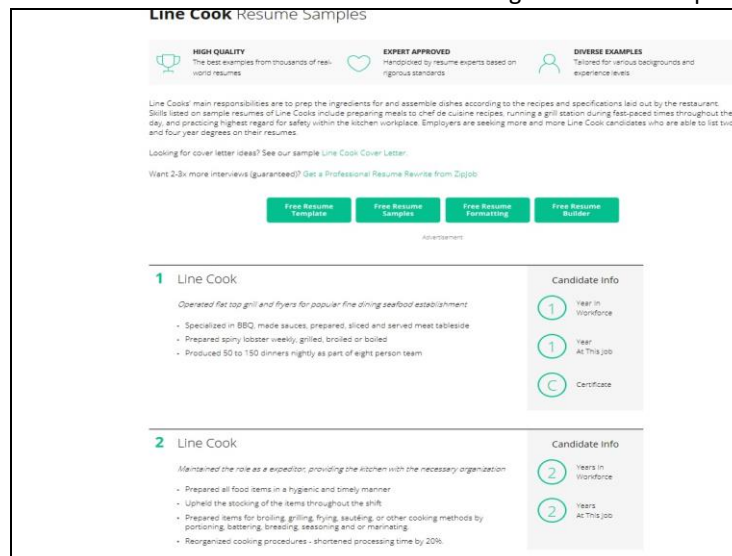 Line Cook Resume Samples
HIGH QUALITY
The best examples from thousands of real-
world resumes
EXPERT APPROVED
Handpicked by resume experts based on
rigorous standards
DIVERSE EXAMPLES
Tailored for various backgrounds and
experience levels
Line Cooks' main responsibilities are to prep the ingredients for and assemble dishes according to the recipes and specifications laid out by the restaurant.
Skills listed on sample resumes of Line Cooks include preparing meals to chef de cuisine recipes, running a grill station during fast-paced times throughout the
day, and practicing highest regard for safety within the kitchen workplace. Employers are seeking more and more Line Cook candidates who are able to list two
and four year degrees on their resumes.
Looking for cover letter ideas? See our sample Line Cook Cover Letter.
Want 2-3x more interviews (guaranteed)? Get a Professional Resume Rewrite from ZipJob
Free Resume
Template
Free Resume
Samples
Free Resume
Formatting
Free Resume
Builder
Advertisement
1 Line Cook
Operated flat top grill and fryers for popular fine dining seafood establishment
- Specialized in BBQ, made sauces, prepared, sliced and served meat tableside
- Prepared spiny lobster weekly, grilled, broiled or boiled
- Produced 50 to 150 dinners nightly as part of eight person team
Candidate Info
1 Year in
Workforce
1 Year
At This Job
C Certificate
2 Line Cook
Maintained the role as a expeditor, providing the kitchen with the necessary organization
- Prepared all food items in a hygienic and timely manner
- Upheld the stocking of the items throughout the shift
- Prepared items for broiling, grilling, frying, sautéing, or other cooking methods by
portioning, battering, breading, seasoning and or marinating.
- Reorganized cooking procedures - shortened processing time by 20%.
Candidate Info
2 Years in
Workforce
2 Years
At This Job